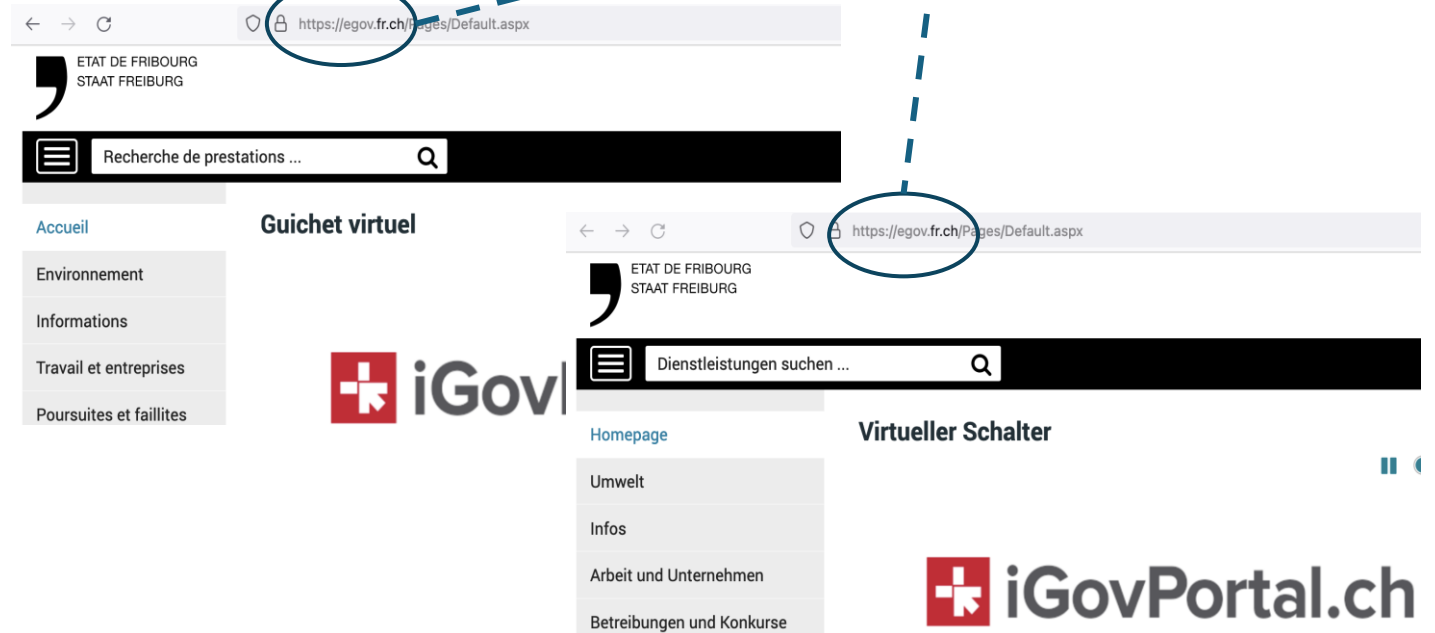 https://egov.fr.ch/Pages/Default.aspx
ETAT DE FRIBOURG
STAAT FREIBURG
Recherche de prestations ...
Accueil
Guichet virtuel
Environnement
Informations
Travail et entreprises
Poursuites et faillites
https://egov.fr.ch/Pages/Default.aspx
ETAT DE FRIBOURG
STAAT FREIBURG
Dienstleistungen suchen ...
Homepage
Virtueller Schalter
Umwelt
Infos
Arbeit und Unternehmen
Betreibungen und Konkurse
iGovPortal.ch